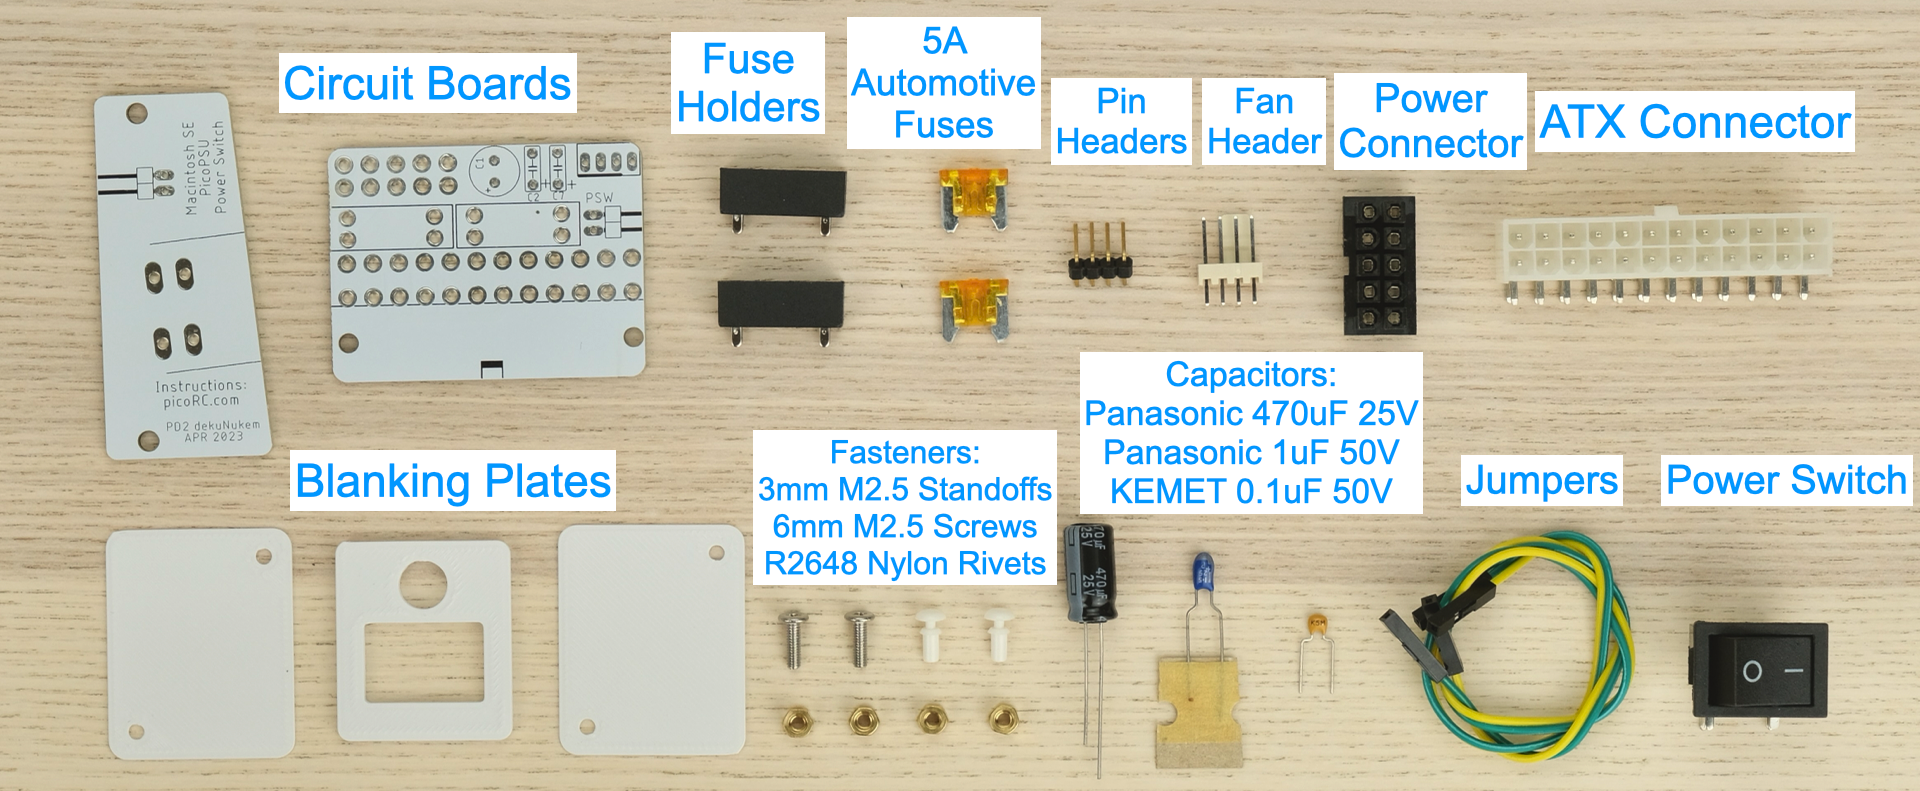 Circuit Boards
Fuse
Holders
5A
Automotive
Fuses
Pin
Headers
Fan
Header
Power
Connector
ATX Connector
Macintosh SE
PicoPSU
Power Switch
Instructions:
picoRC.com
PD2 dekuNukem
APR 2023
C1
C2
C7
PSW
Blanking Plates
Fasteners:
3mm M2.5 Standoffs
6mm M2.5 Screws
R2648 Nylon Rivets
Capacitors:
Panasonic 470uF 25V
Panasonic 1uF 50V
KEMET 0.1uF 50V
Jumpers
Power Switch
70µF
25V
470µF
25V
O I